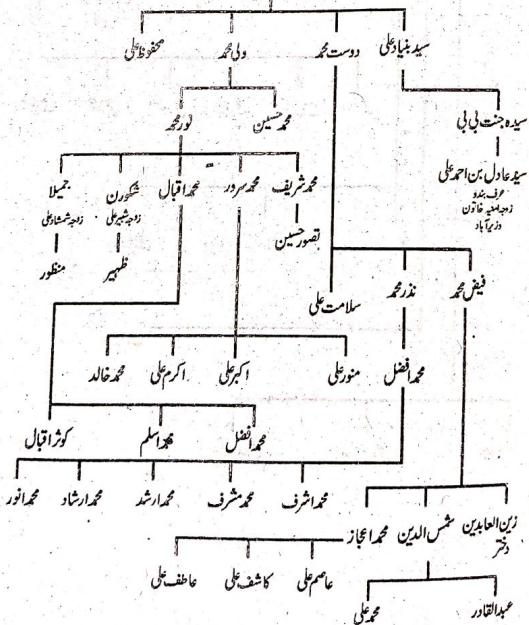 سید بنیاد علی
دوست محمد
ولی محمد
محفوظ علی
سیدہ جنت بی بی
محمد حسین
نور محمد
سید عادل بن احمد علی
عرف بندو
زوجہ امینہ خاتون
وزیر آباد
محمد شریف
محمد سرور
محمد اقبال
شکورن
جمیلا
زوجہ شبیر علی
زوجہ شمشاد علی
تصور حسین
ظہیر
منظور
فیض محمد
نذر محمد
سلامت علی
محمد افضل
منور علی
اکبر علی
اکرم علی
محمد خالد
محمد افضل
محمد اسلم
کوثر اقبال
محمد اشرف
محمد مشرف
محمد ارشد
محمد ارشاد
محمد انور
زین العابدین
دختر
شمس الدین
محمد اعجاز
عاصم علی
کاشف علی
عاطف علی
عبدالقادر
محمد علی